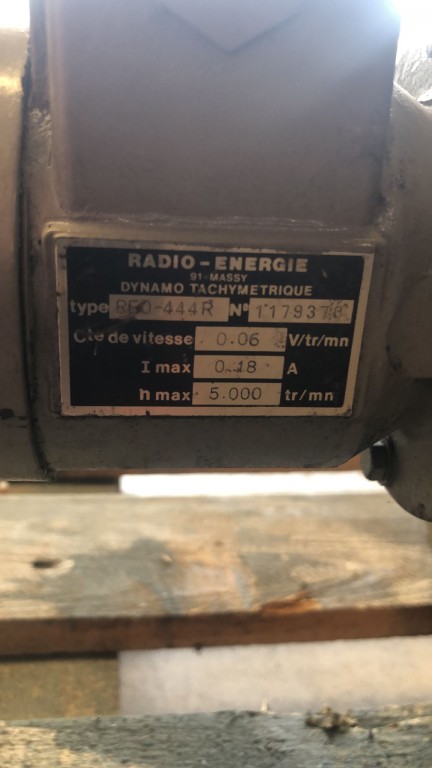 RADIO-ENERGIE
91-MASSY
DYNAMO TACHYMETRIQUE
type REO-444R Nº
Cte de vitesse 0.06 V/tr/mn
I max 0.18 A
n max 5.000 tr/mn